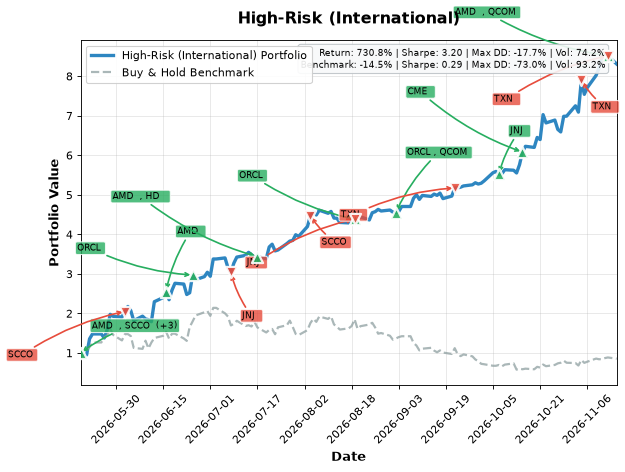 High-Risk (International)
AMD , QCOM
High-Risk (International) Portfolio
Buy & Hold Benchmark
Return: 730.8% | Sharpe: 3.20 | Max DD: -17.7% | Vol: 74.2%
Benchmark: -14.5% | Sharpe: 0.29 | Max DD: -73.0% | Vol: 93.2%
TXN
TXN
CME
JNJ
ORCL , QCOM
ORCL
AMD , HD
TXN
AMD
SCCO
ORCL
JNJ
JNJ
AMD , SCCO (+3)
SCCO
Portfolio Value
8
7
6
5
4
3
2
1
2026-05-30
2026-06-15
2026-07-01
2026-07-17
2026-08-02
2026-08-18
2026-09-03
2026-09-19
2026-10-05
2026-10-21
2026-11-06
Date